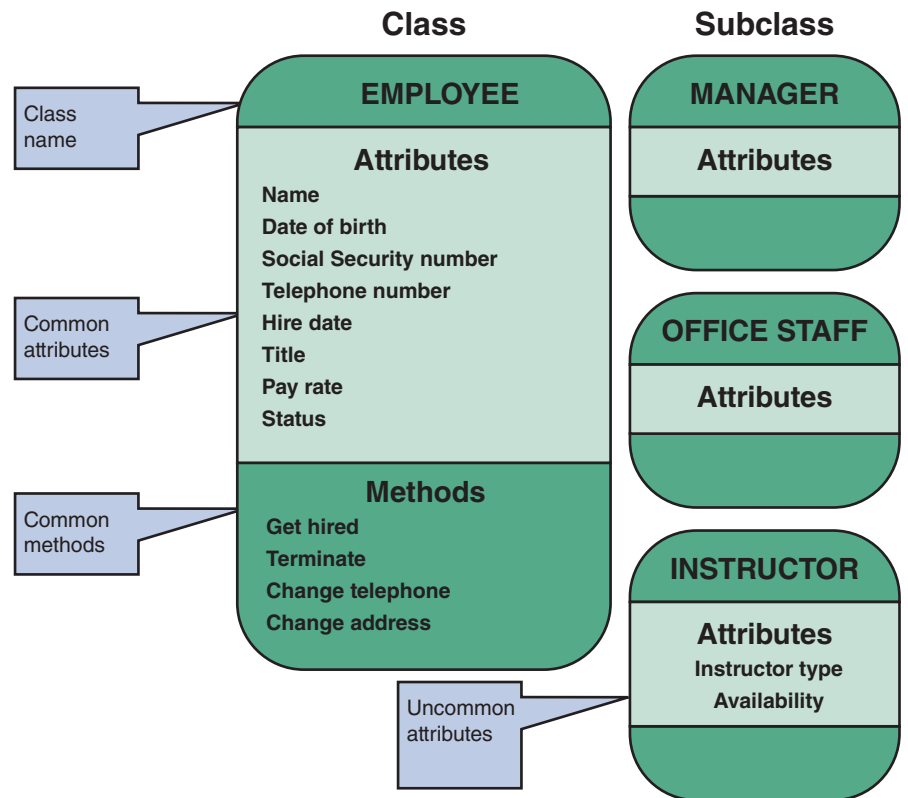 Class
Subclass
Class
name
EMPLOYEE
Attributes
Name
Date of birth
Social Security number
Telephone number
Hire date
Title
Pay rate
Status
Common
attributes
Methods
Get hired
Terminate
Change telephone
Change address
Common
methods
MANAGER
Attributes
OFFICE STAFF
Attributes
INSTRUCTOR
Attributes
Instructor type
Availability
Uncommon
attributes